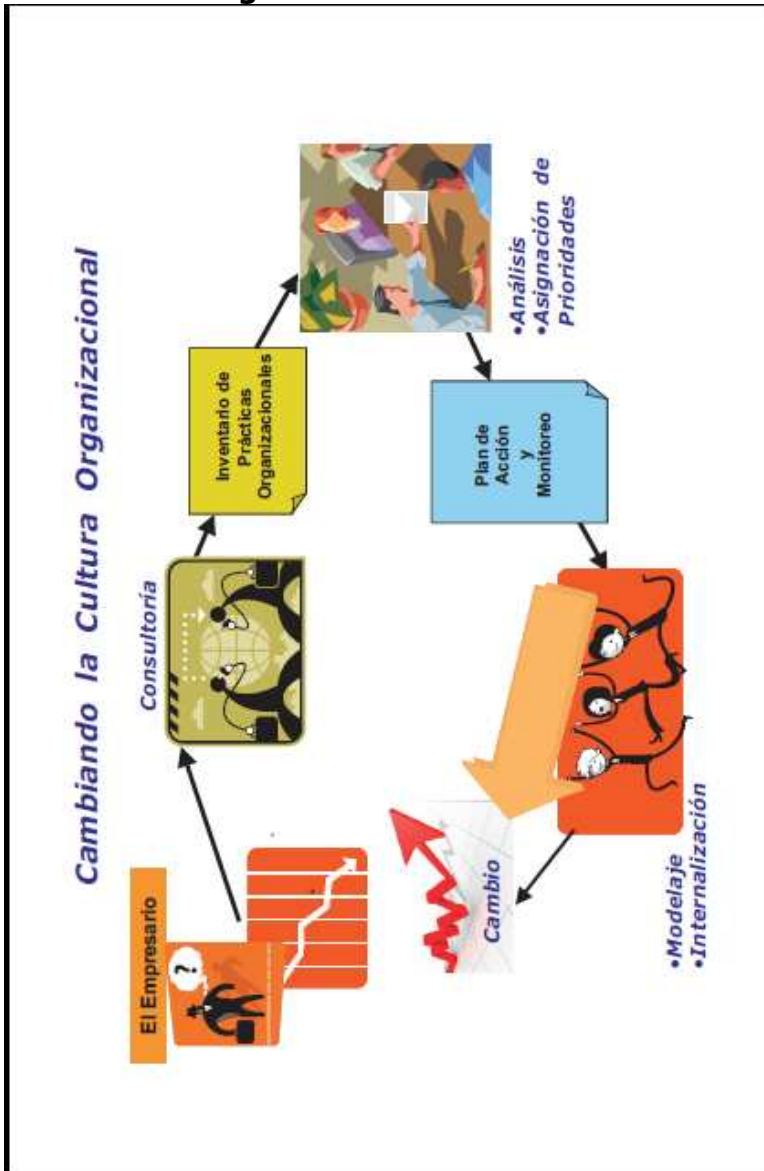 Cambiando la Cultura Organizacional
El Empresario
?
Consultoría
Inventario de
Prácticas
Organizacionales
•Análisis
•Asignación de
Prioridades
Plan de
Acción
y
Monitoreo
•Modelaje
•Internalización
Cambio